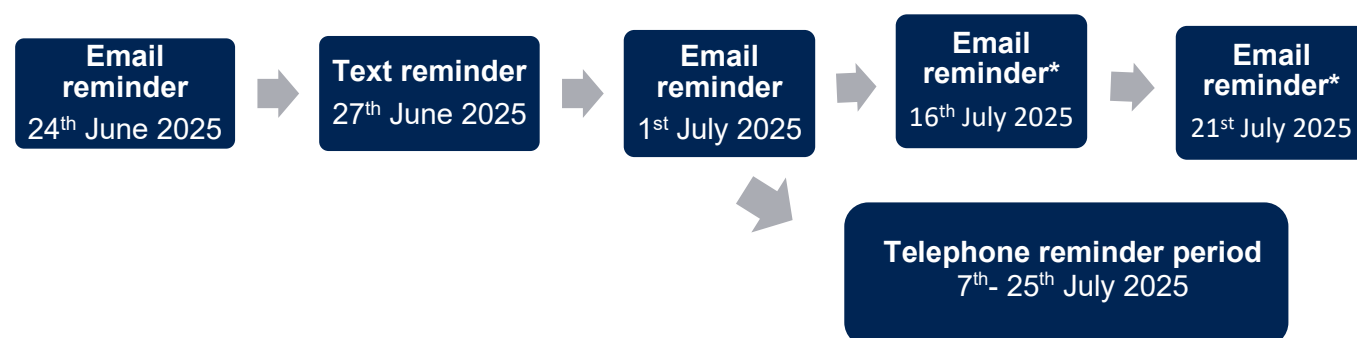 Email
reminder
24th June 2025
Text reminder
27th June 2025
Email
reminder
1st July 2025
Email
reminder*
16th July 2025
Email
reminder*
21st July 2025
Telephone reminder period
7th- 25th July 2025